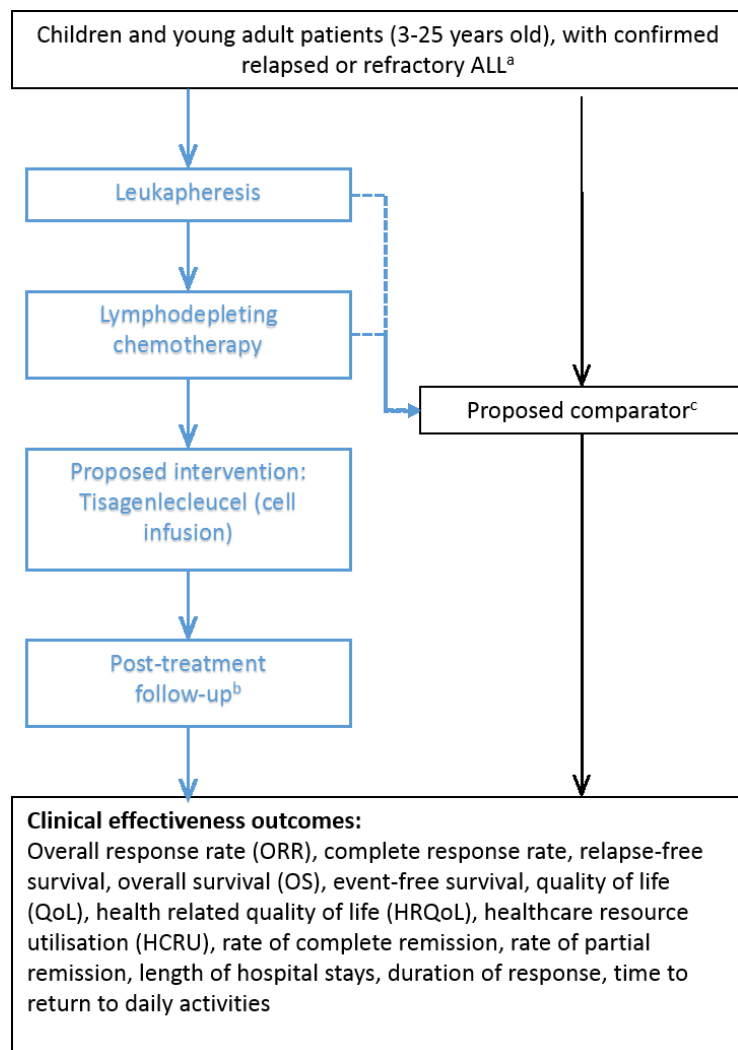 Children and young adult patients (3-25 years old), with confirmed
relapsed or refractory ALLᵃ
Leukapheresis
Lymphodepleting
chemotherapy
Proposed comparatorᶜ
Proposed intervention:
Tisagenlecleucel (cell
infusion)
Post-treatment
follow-upᵇ
Clinical effectiveness outcomes:
Overall response rate (ORR), complete response rate, relapse-free
survival, overall survival (OS), event-free survival, quality of life
(QoL), health related quality of life (HRQoL), healthcare resource
utilisation (HCRU), rate of complete remission, rate of partial
remission, length of hospital stays, duration of response, time to
return to daily activities